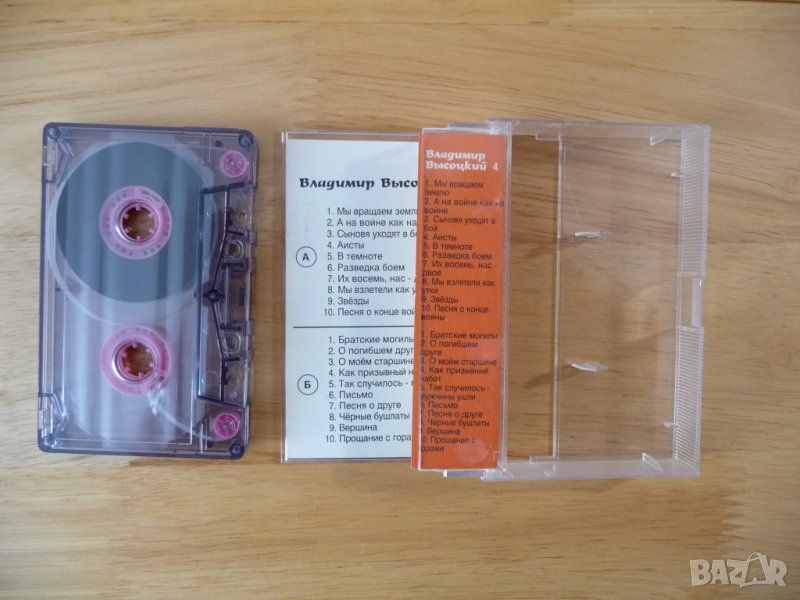 Владимир Высо
1. Мы вращаем землю
2. А на войне как на
3. Сыновя уходят в бой
4. Аисты
А
5. В темноте
6. Разведка боем
7. Их восемь, нас -
8. Мы взлетели как у
9. Звёзды
10. Песня о конце вой
1. Братские могилы
2. О погибшем друг
3. О моём старшине
4. Как призывный н
Б
5. Так случилось -
6. Письмо
7. Песня о друге
8. Чёрные бушлаты
9. Вершина
10. Прощание с горам
Владимир
Высоцкий 4
1. Мы вращаем
землю
2. А на войне как на
войне
3. Сыновя уходят в
бой
4. Аисты
5. В темноте
6. Разведка боем
7. Их восемь, нас -
двое
8. Мы взлетели как
утки
9. Звёзды
10. Песня о конце
войны
1. Братские могилы
2. О погибшем
друге
3. О моём старшине
4. Как призывный
набат
5. Так случилось -
мужчины ушли
6. Письмо
7. Песня о друге
8. Чёрные бушлаты
9. Вершина
10. Прощание с
горами
BAZAR